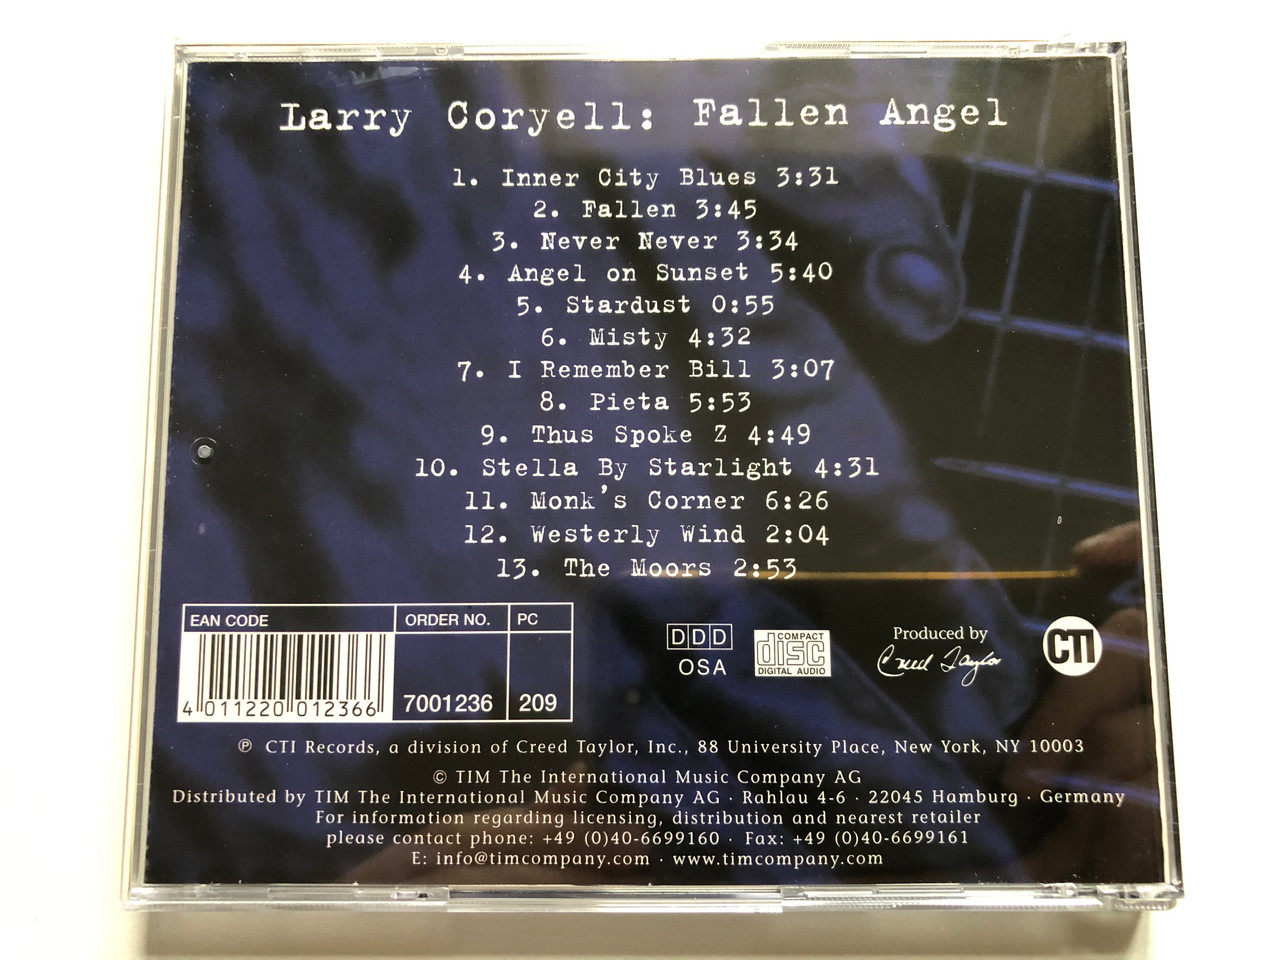 Larry Coryell: Fallen Angel
1. Inner City Blues 3:31
2. Fallen 3:45
3. Never Never 3:34
4. Angel on Sunset 5:40
5. Stardust 0:55
6. Misty 4:32
7. I Remember Bill 3:07
8. Pieta 5:53
9. Thus Spoke Z 4:49
10. Stella By Starlight 4:31
11. Monk's Corner 6:26
12. Westerly Wind 2:04
13. The Moors 2:53
EAN CODE ORDER NO. PC
4 011220 012366 7001236 209
DDD
OSA
COMPACT
disc
DIGITAL AUDIO
Produced by
Creed Taylor
CTI
℗ CTI Records, a division of Creed Taylor, Inc., 88 University Place, New York, NY 10003
© TIM The International Music Company AG
Distributed by TIM The International Music Company AG · Rahlau 4-6 · 22045 Hamburg · Germany
For information regarding licensing, distribution and nearest retailer
please contact phone: +49 (0)40-6699160 · Fax: +49 (0)40-6699161
E: info@timcompany.com · www.timcompany.com